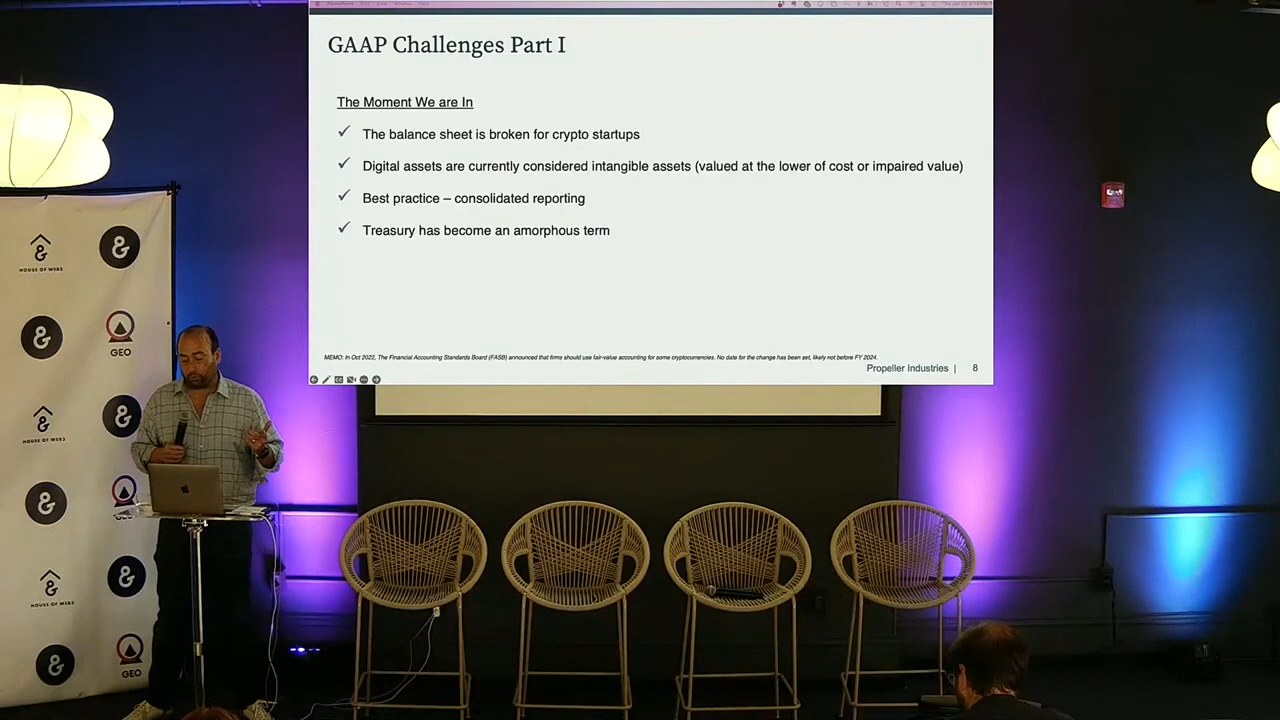 GAAP Challenges Part I
The Moment We are In
✓ The balance sheet is broken for crypto startups
✓ Digital assets are currently considered intangible assets (valued at the lower of cost or impaired value)
✓ Best practice – consolidated reporting
✓ Treasury has become an amorphous term
MEMO: In Oct 2022, The Financial Accounting Standards Board (FASB) announced that firms should use fair-value accounting for some cryptocurrencies. No date for the change has been set, likely not before FY 2024.
Propeller Industries | 8
&
HOUSE OF WEB3
&
&
GEO
&
HOUSE OF WEB3
&
&
&
HOUSE OF WEB3
&
&
GEO